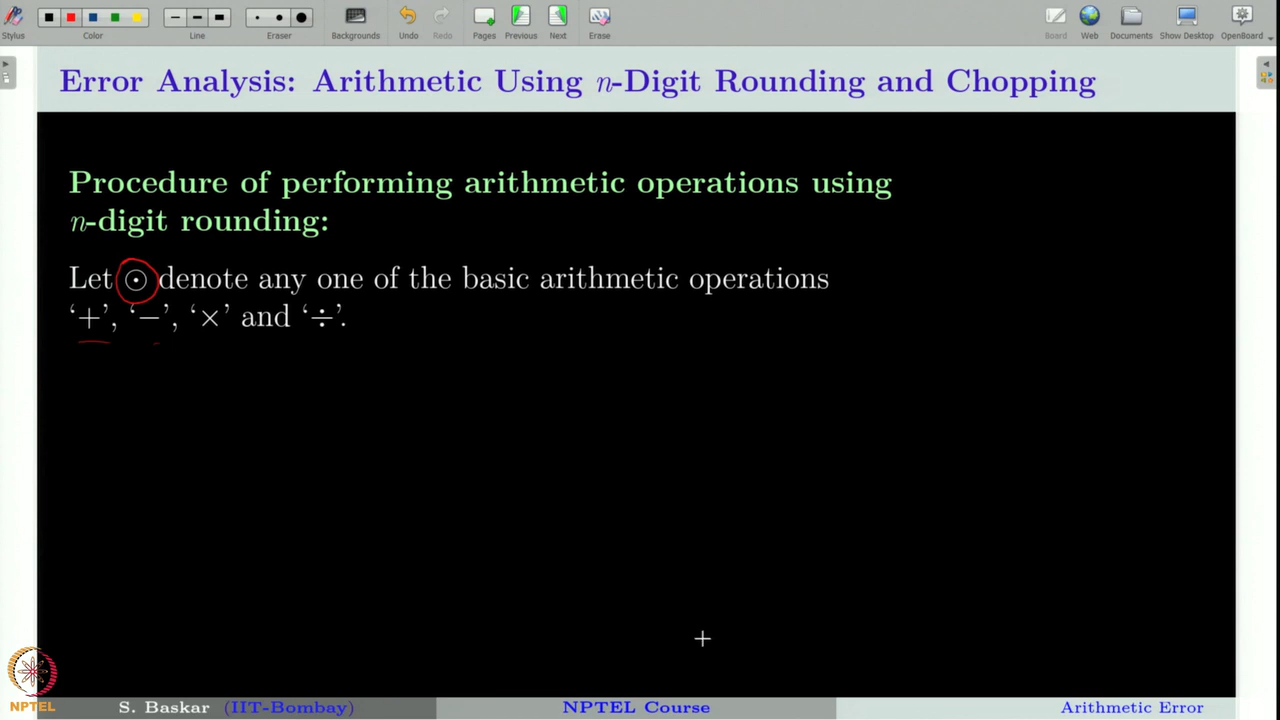 Stylus Color Line Eraser Backgrounds Undo Redo Pages Previous Next Erase Board Web Documents Show Desktop OpenBoard
Error Analysis: Arithmetic Using n-Digit Rounding and Chopping
Procedure of performing arithmetic operations using
n-digit rounding:
Let ⊙ denote any one of the basic arithmetic operations
‘+’, ‘−’, ‘×’ and ‘÷’.
NPTEL
S. Baskar (IIT-Bombay) NPTEL Course Arithmetic Error